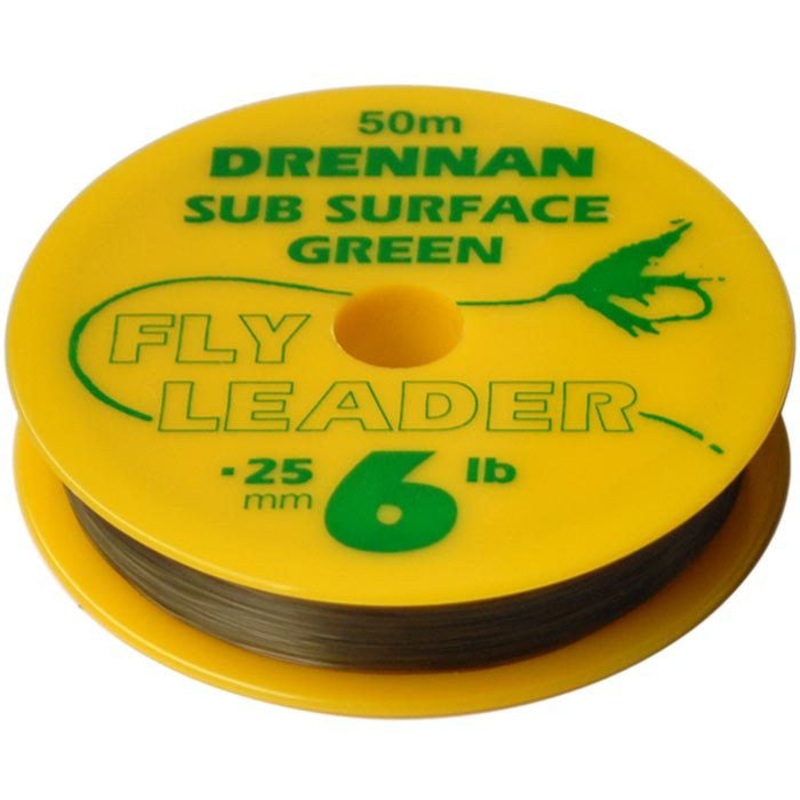 50m
DRENNAN
SUB SURFACE
GREEN
FLY
LEADER
·25 6 lb
mm